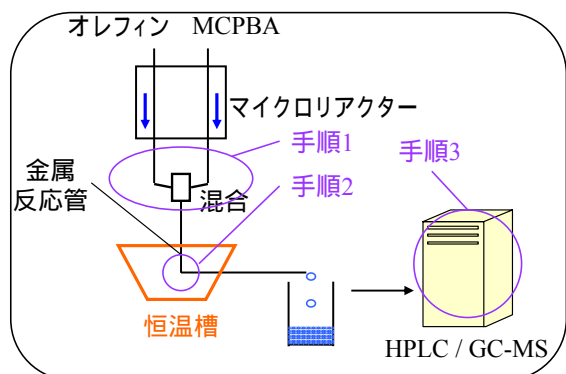 オレフィン MCPBA
マイクロリアクター
手順1
手順3
金属
反応管
手順2
混合
恒温槽
HPLC / GC-MS